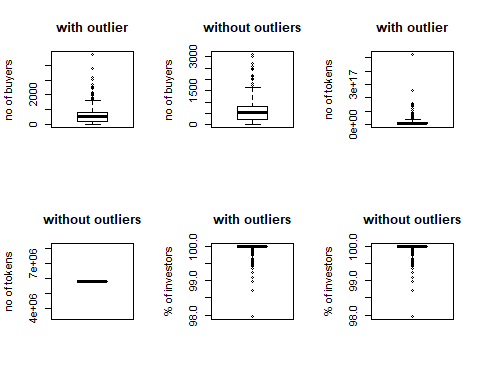 with outlier
no of buyers
0
2000
without outliers
no of buyers
0
1500
3000
with outlier
no of tokens
0e+00
3e+17
without outliers
no of tokens
4e+06
7e+06
with outliers
% of investors
98.0
99.0
100.0
without outliers
% of investors
98.0
99.0
100.0